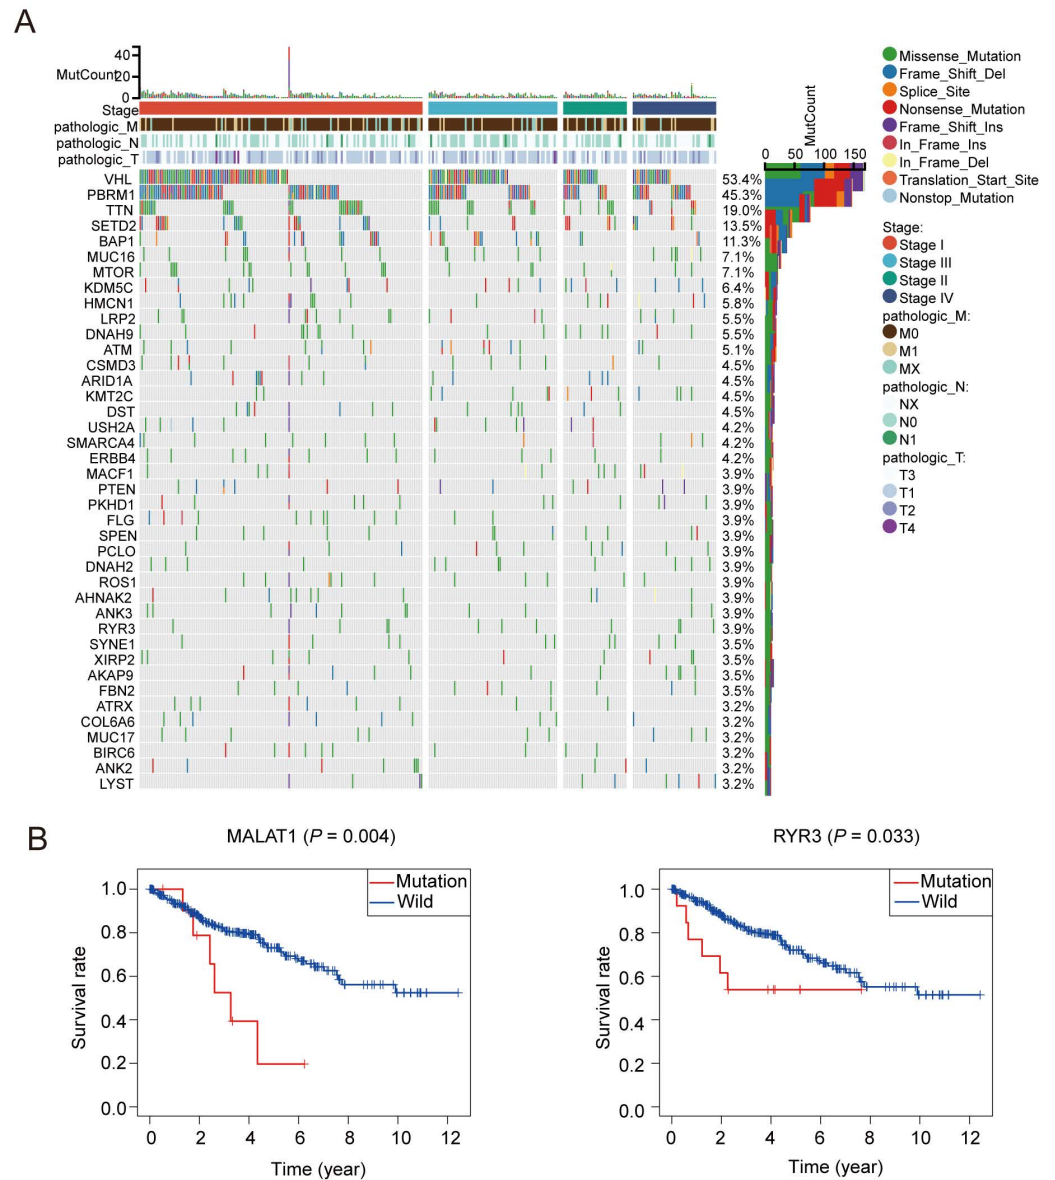 A
MutCount
40
20
0
Stage
pathologic_M
pathologic_N
pathologic_T
MutCount
0 50 100 150
VHL 53.4%
PBRM1 45.3%
TTN 19.0%
SETD2 13.5%
BAP1 11.3%
MUC16 7.1%
MTOR 7.1%
KDM5C 6.4%
HMCN1 5.8%
LRP2 5.5%
DNAH9 5.5%
ATM 5.1%
CSMD3 4.5%
ARID1A 4.5%
KMT2C 4.5%
DST 4.5%
USH2A 4.2%
SMARCA4 4.2%
ERBB4 4.2%
MACF1 3.9%
PTEN 3.9%
PKHD1 3.9%
FLG 3.9%
SPEN 3.9%
PCLO 3.9%
DNAH2 3.9%
ROS1 3.9%
AHNAK2 3.9%
ANK3 3.9%
RYR3 3.9%
SYNE1 3.5%
XIRP2 3.5%
AKAP9 3.5%
FBN2 3.5%
ATRX 3.2%
COL6A6 3.2%
MUC17 3.2%
BIRC6 3.2%
ANK2 3.2%
LYST 3.2%
Missense_Mutation
Frame_Shift_Del
Splice_Site
Nonsense_Mutation
Frame_Shift_Ins
In_Frame_Ins
In_Frame_Del
Translation_Start_Site
Nonstop_Mutation
Stage:
Stage I
Stage III
Stage II
Stage IV
pathologic_M:
M0
M1
MX
pathologic_N:
NX
N0
N1
pathologic_T:
T3
T1
T2
T4
B
MALAT1 (P = 0.004)
Mutation
Wild
Survival rate
1.0
0.8
0.6
0.4
0.2
0.0
0 2 4 6 8 10 12
Time (year)
RYR3 (P = 0.033)
Mutation
Wild
Survival rate
1.0
0.8
0.6
0.4
0.2
0.0
0 2 4 6 8 10 12
Time (year)